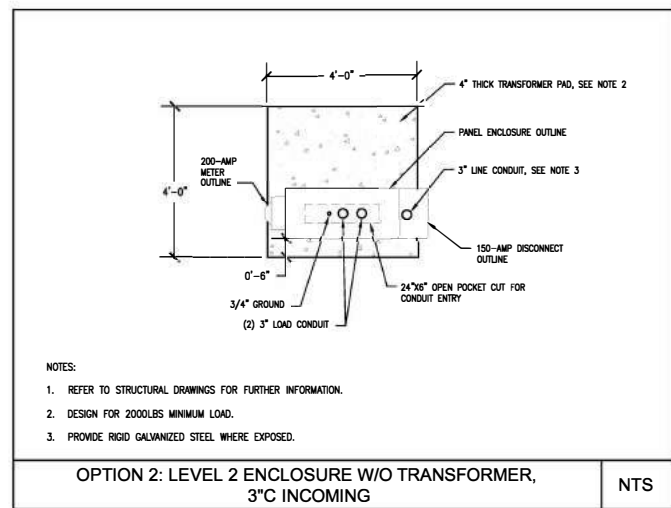 4'-0"
4" THICK TRANSFORMER PAD, SEE NOTE 2
PANEL ENCLOSURE OUTLINE
200-AMP
METER
OUTLINE
3" LINE CONDUIT, SEE NOTE 3
4'-0"
150-AMP DISCONNECT
OUTLINE
0'-6"
24"X6" OPEN POCKET CUT FOR
CONDUIT ENTRY
3/4" GROUND
(2) 3" LOAD CONDUIT
NOTES:
1. REFER TO STRUCTURAL DRAWINGS FOR FURTHER INFORMATION.
2. DESIGN FOR 2000LBS MINIMUM LOAD.
3. PROVIDE RIGID GALVANIZED STEEL WHERE EXPOSED.
OPTION 2: LEVEL 2 ENCLOSURE W/O TRANSFORMER,
3"C INCOMING
NTS